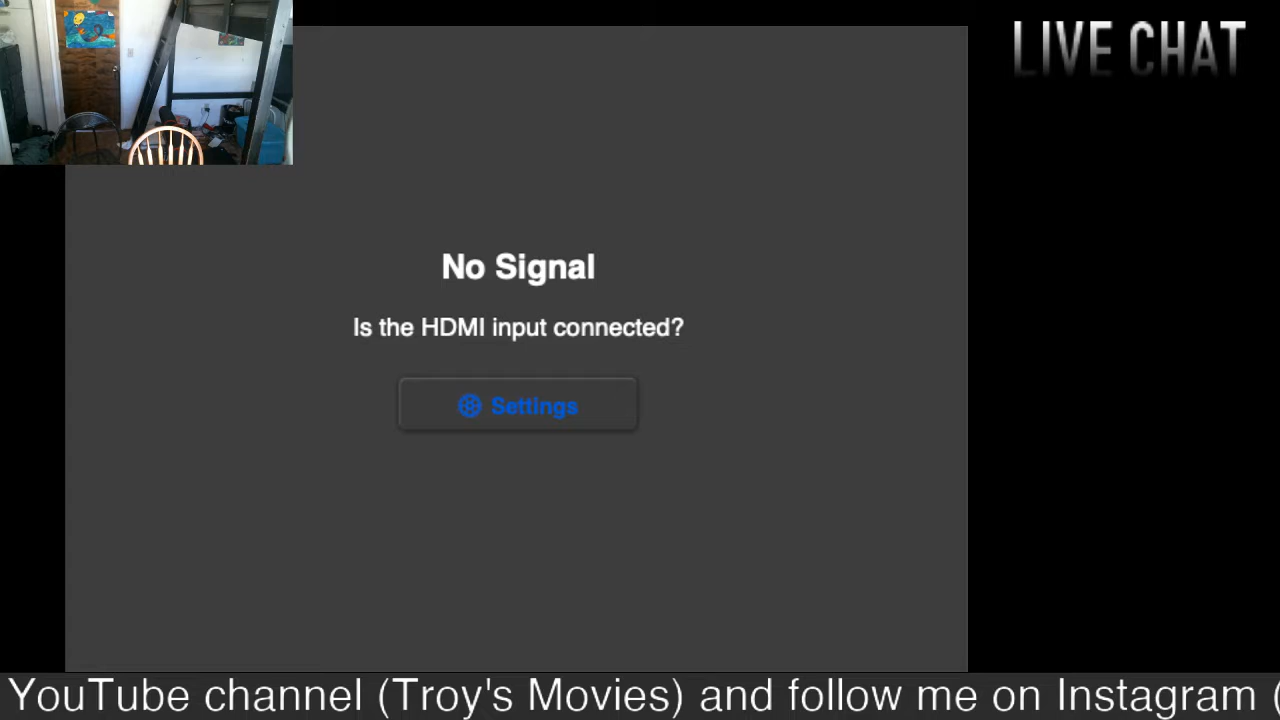 LIVE CHAT
No Signal
Is the HDMI input connected?
Settings
YouTube channel (Troy's Movies) and follow me on Instagram (